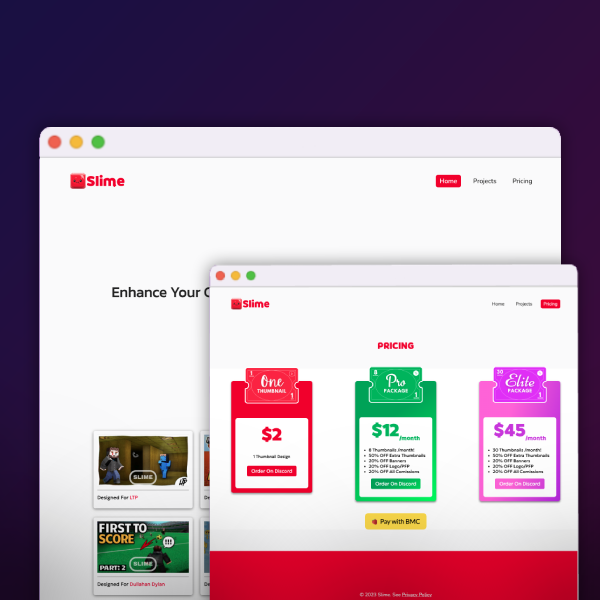 Slime
Home Projects Pricing
Enhance Your
SLIME
Designed For LTP
FIRST TO
SCORE
!!!
PART: 2
SLIME
Designed For Dullahan Dylan
Slime
Home Projects Pricing
PRICING
1
One
THUMBNAIL
1
$2
1 Thumbnail Design
Order On Discord
8
Pro
PACKAGE
1
$12 /month
8 Thumbnails /month!
50% OFF Extra Thumbnails
20% OFF Banners
20% OFF Logo/PFP
20% OFF All Comissions
Order On Discord
30
Elite
PACKAGE
1
$45 /month
30 Thumbnails /month!
50% OFF Extra Thumbnails
20% OFF Banners
20% OFF Logo/PFP
20% OFF All Comissions
Order On Discord
Pay with BMC
© 2023 Slime. See Privacy Policy